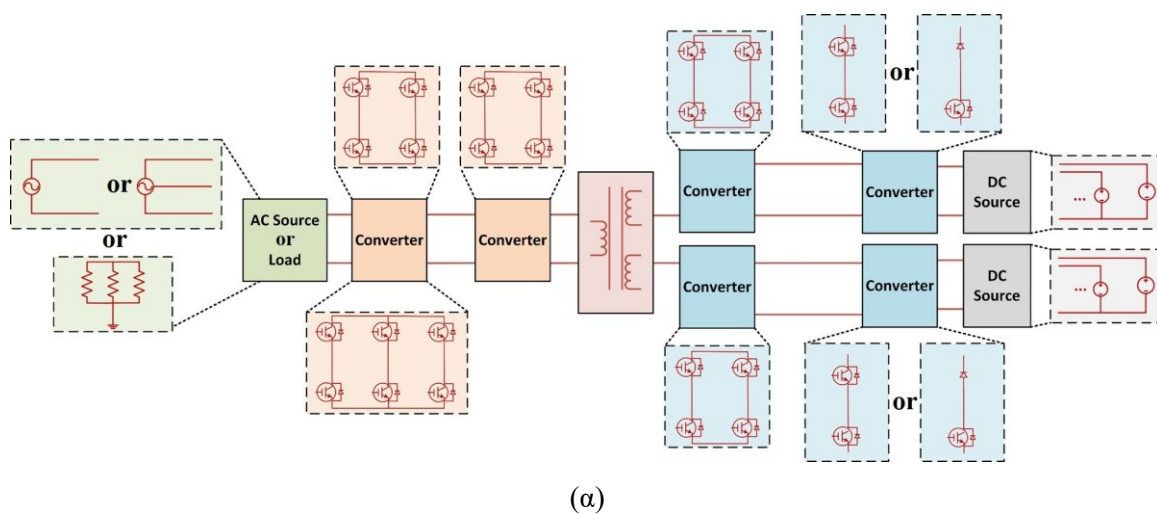 or
or
or
AC Source
or
Load
Converter
Converter
Converter
Converter
DC
Source
...
Converter
Converter
DC
Source
...
or
(α)